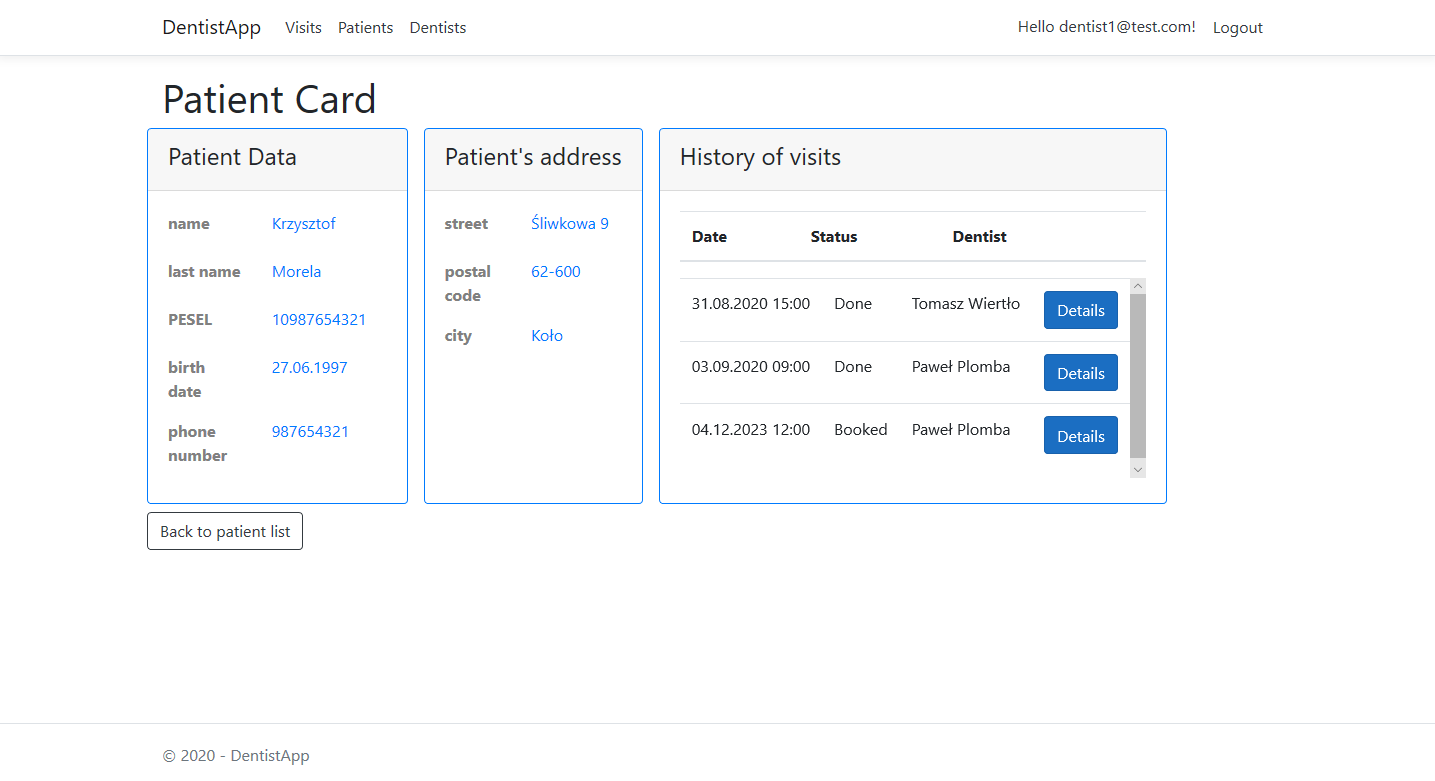 DentistApp Visits Patients Dentists Hello dentist1@test.com! Logout
Patient Card
Patient Data
name Krzysztof
last name Morela
PESEL 10987654321
birth date 27.06.1997
phone number 987654321
Patient's address
street Śliwkowa 9
postal code 62-600
city Koło
History of visits
Date Status Dentist
31.08.2020 15:00 Done Tomasz Wiertło Details
03.09.2020 09:00 Done Paweł Plomba Details
04.12.2023 12:00 Booked Paweł Plomba Details
Back to patient list
© 2020 - DentistApp